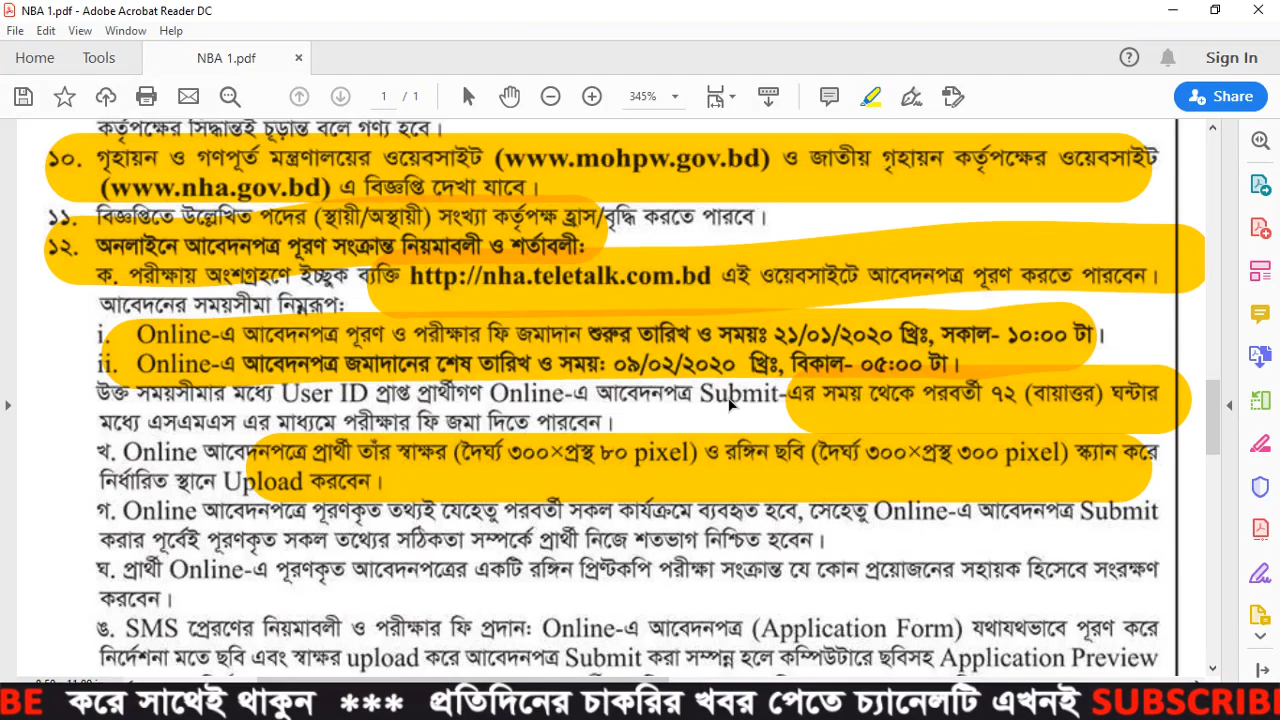 NBA 1.pdf - Adobe Acrobat Reader DC
File Edit View Window Help
Home Tools NBA 1.pdf × Sign In
1 / 1 345% Share
কর্তৃপক্ষের সিদ্ধান্তই চূড়ান্ত বলে গণ্য হবে।
১০. গৃহায়ন ও গণপূর্ত মন্ত্রণালয়ের ওয়েবসাইট (www.mohpw.gov.bd) ও জাতীয় গৃহায়ন কর্তৃপক্ষের ওয়েবসাইট
(www.nha.gov.bd) এ বিজ্ঞপ্তি দেখা যাবে।
১১. বিজ্ঞপ্তিতে উল্লেখিত পদের (স্থায়ী/অস্থায়ী) সংখ্যা কর্তৃপক্ষ হ্রাস/বৃদ্ধি করতে পারবে।
১২. অনলাইনে আবেদনপত্র পূরণ সংক্রান্ত নিয়মাবলী ও শর্তাবলী:
ক. পরীক্ষায় অংশগ্রহণে ইচ্ছুক ব্যক্তি http://nha.teletalk.com.bd এই ওয়েবসাইটে আবেদনপত্র পূরণ করতে পারবেন।
আবেদনের সময়সীমা নিম্নরূপ:
i. Online-এ আবেদনপত্র পূরণ ও পরীক্ষার ফি জমাদান শুরুর তারিখ ও সময়ঃ ২১/০১/২০২০ খ্রিঃ, সকাল- ১০:০০ টা।
ii. Online-এ আবেদনপত্র জমাদানের শেষ তারিখ ও সময়: ০৯/০২/২০২০ খ্রিঃ, বিকাল- ০৫:০০ টা।
উক্ত সময়সীমার মধ্যে User ID প্রাপ্ত প্রার্থীগণ Online-এ আবেদনপত্র Submit-এর সময় থেকে পরবর্তী ৭২ (বায়াত্তর) ঘন্টার
মধ্যে এসএমএস এর মাধ্যমে পরীক্ষার ফি জমা দিতে পারবেন।
খ. Online আবেদনপত্রে প্রার্থী তাঁর স্বাক্ষর (দৈর্ঘ্য ৩০০×প্রস্থ ৮০ pixel) ও রঙ্গিন ছবি (দৈর্ঘ্য ৩০০×প্রস্থ ৩০০ pixel) স্ক্যান করে
নির্ধারিত স্থানে Upload করবেন।
গ. Online আবেদনপত্রে পূরণকৃত তথ্যই যেহেতু পরবর্তী সকল কার্যক্রমে ব্যবহৃত হবে, সেহেতু Online-এ আবেদনপত্র Submit
করার পূর্বেই পূরণকৃত সকল তথ্যের সঠিকতা সম্পর্কে প্রার্থী নিজে শতভাগ নিশ্চিত হবেন।
ঘ. প্রার্থী Online-এ পূরণকৃত আবেদনপত্রের একটি রঙ্গিন প্রিন্টকপি পরীক্ষা সংক্রান্ত যে কোন প্রয়োজনের সহায়ক হিসেবে সংরক্ষণ
করবেন।
ঙ. SMS প্রেরণের নিয়মাবলী ও পরীক্ষার ফি প্রদান: Online-এ আবেদনপত্র (Application Form) যথাযথভাবে পূরণ করে
নির্দেশনা মতে ছবি এবং স্বাক্ষর upload করে আবেদনপত্র Submit করা সম্পন্ন হলে কম্পিউটারে ছবিসহ Application Preview
BE করে সাথেই থাকুন *** প্রতিদিনের চাকরির খবর পেতে চ্যানেলটি এখনই SUBSCRIBE